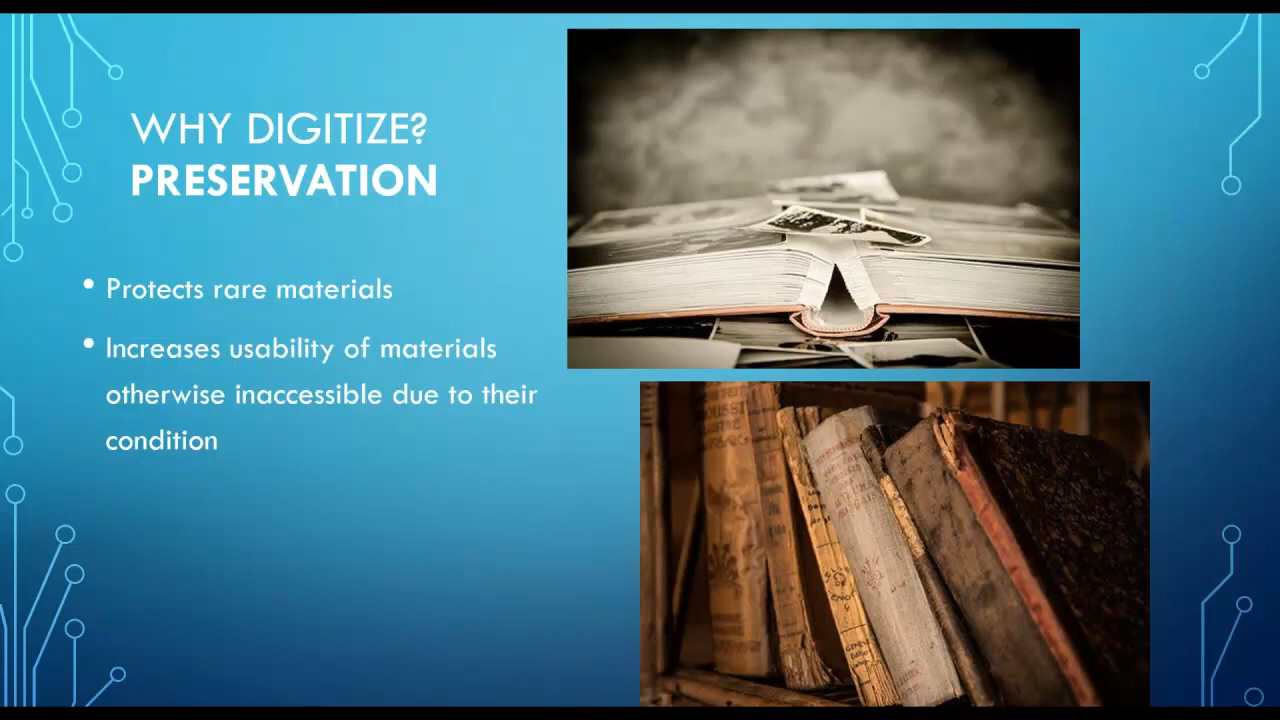 WHY DIGITIZE?
PRESERVATION
• Protects rare materials
• Increases usability of materials
otherwise inaccessible due to their
condition